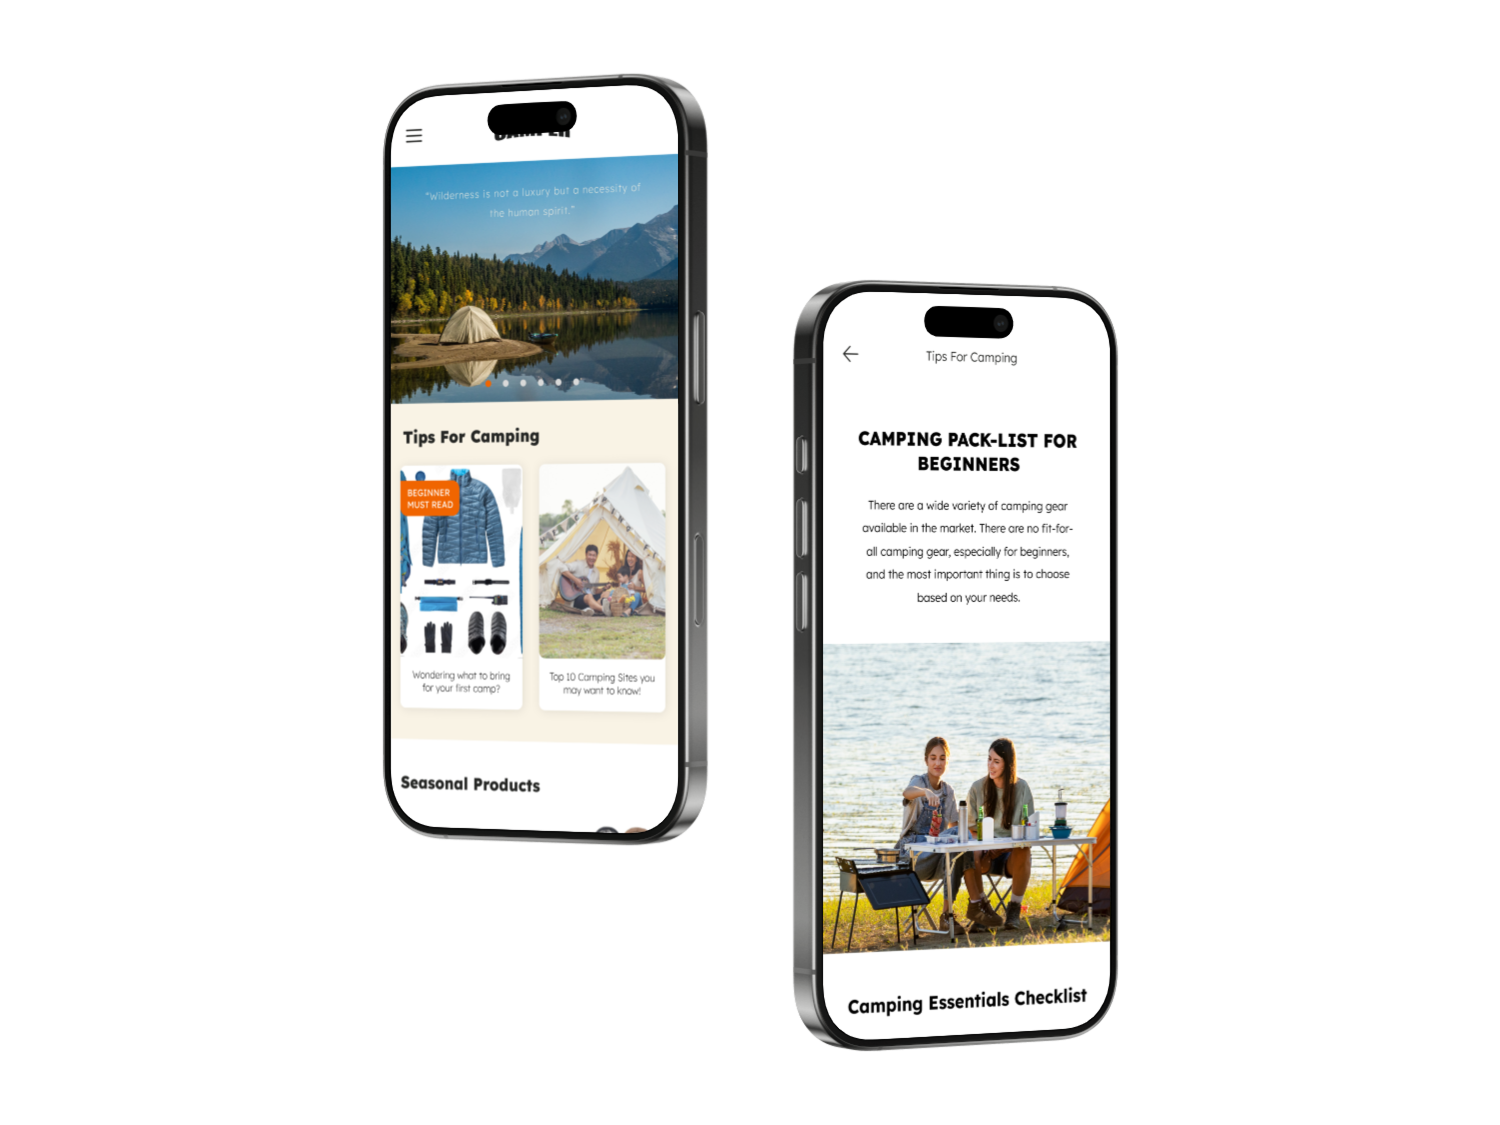 "Wilderness is not a luxury but a necessity of
the human spirit."
Tips For Camping
BEGINNER
MUST READ
Wondering what to bring
for your first camp?
Top 10 Camping Sites you
may want to know!
Seasonal Products
Tips For Camping
CAMPING PACK-LIST FOR
BEGINNERS
There are a wide variety of camping gear
available in the market. There are no fit-for-
all camping gear, especially for beginners,
and the most important thing is to choose
based on your needs.
Camping Essentials Checklist